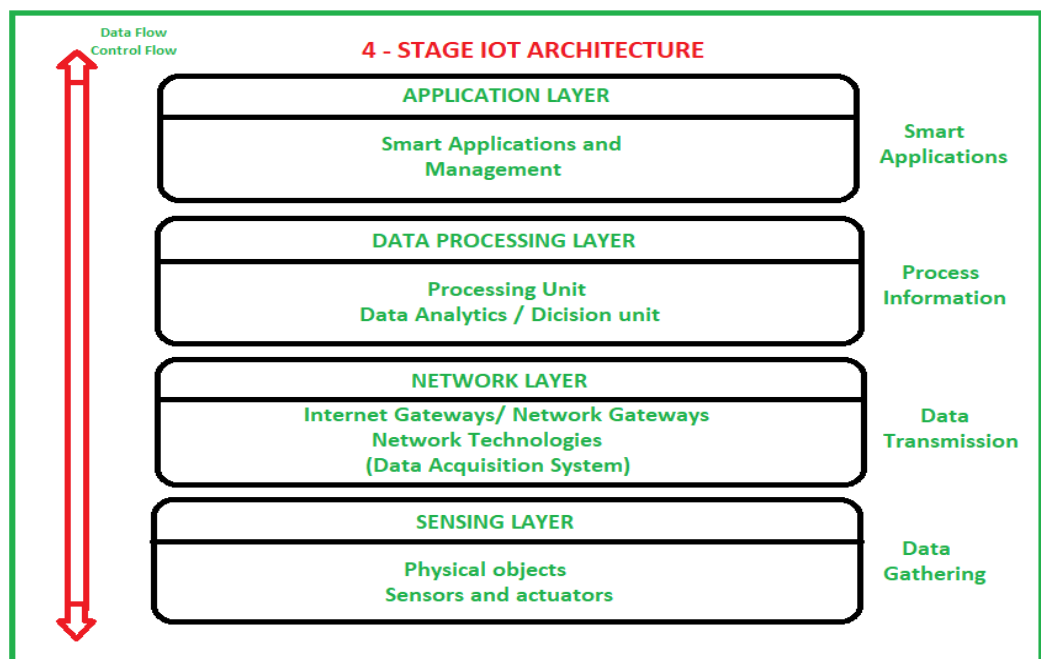 Data Flow
Control Flow
4 - STAGE IOT ARCHITECTURE
APPLICATION LAYER
Smart Applications and
Management
Smart
Applications
DATA PROCESSING LAYER
Processing Unit
Data Analytics / Dicision unit
Process
Information
NETWORK LAYER
Internet Gateways/ Network Gateways
Network Technologies
(Data Acquisition System)
Data
Transmission
SENSING LAYER
Physical objects
Sensors and actuators
Data
Gathering